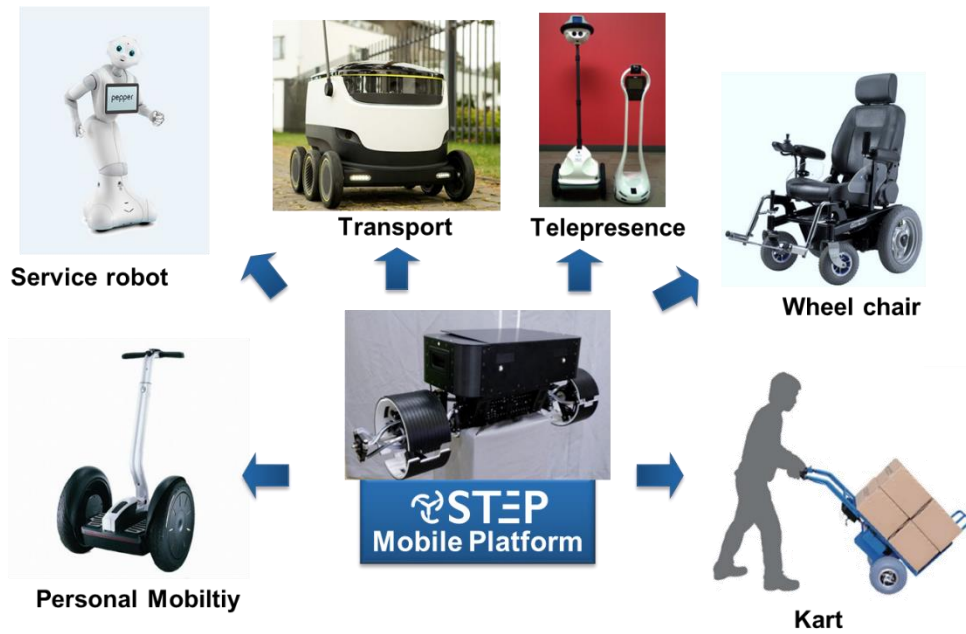 pepper
Transport
Telepresence
Service robot
Wheel chair
STEP
Mobile Platform
Personal Mobiltiy
Kart